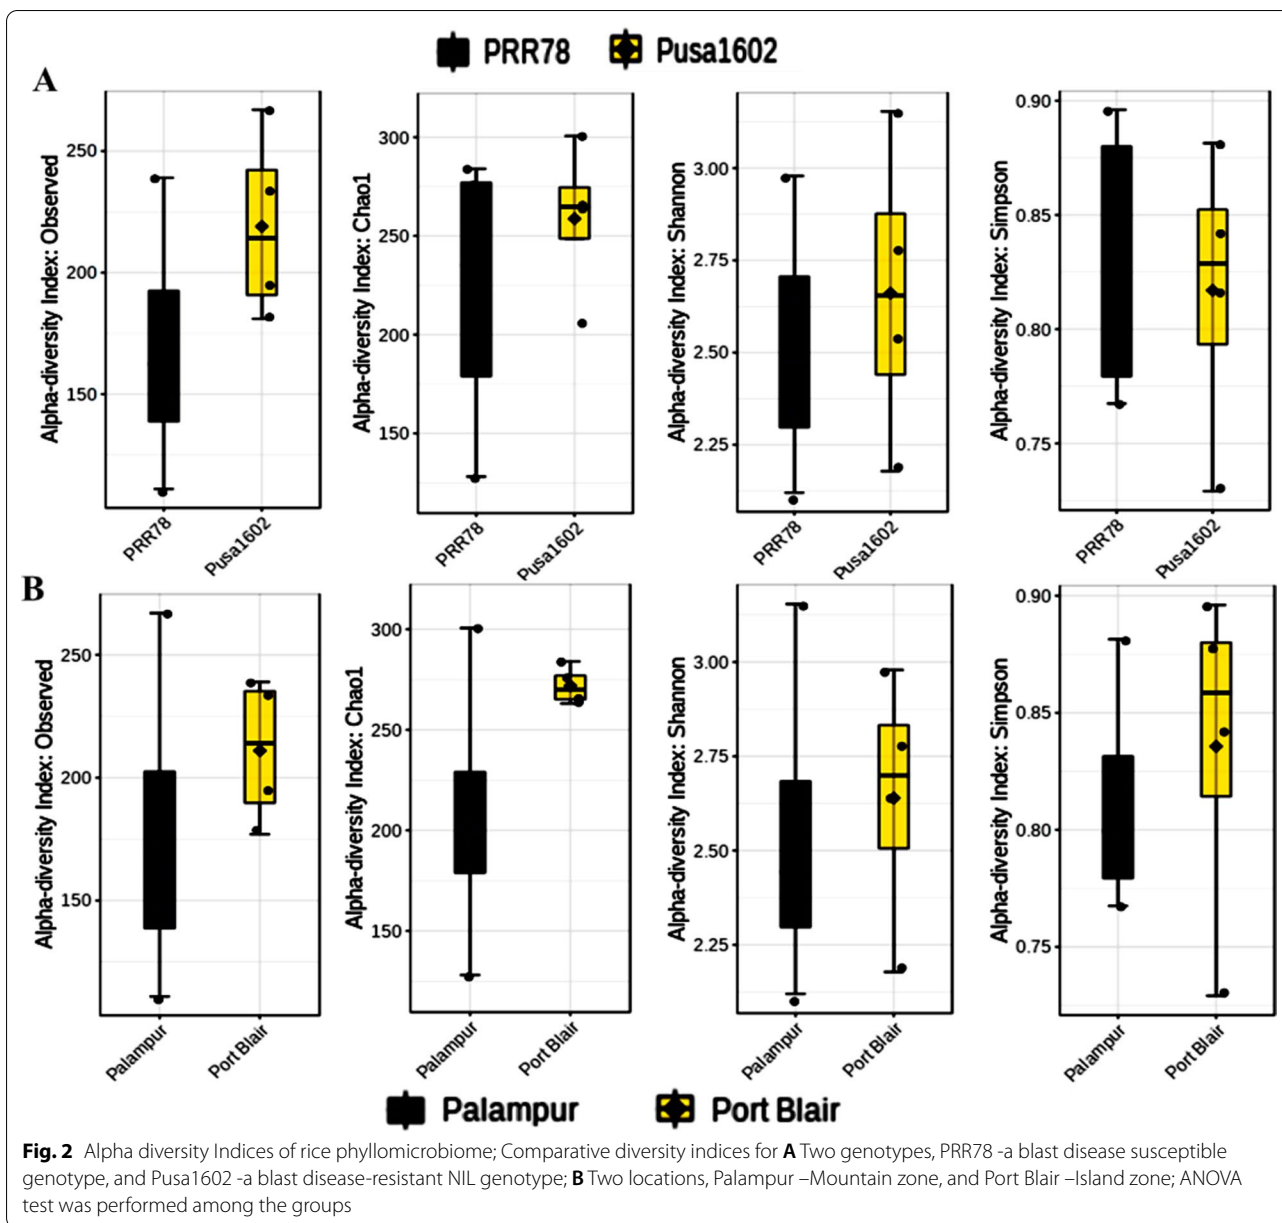 PRR78 Pusa1602
A
Alpha-diversity Index: Observed
250
200
150
PRR78
Pusa1602
Alpha-diversity Index: Chao1
300
250
200
150
PRR78
Pusa1602
Alpha-diversity Index: Shannon
3.00
2.75
2.50
2.25
PRR78
Pusa1602
Alpha-diversity Index: Simpson
0.90
0.85
0.80
0.75
PRR78
Pusa1602
B
Alpha-diversity Index: Observed
250
200
150
Palampur
Port Blair
Alpha-diversity Index: Chao1
300
250
200
150
Palampur
Port Blair
Alpha-diversity Index: Shannon
3.00
2.75
2.50
2.25
Palampur
Port Blair
Alpha-diversity Index: Simpson
0.90
0.85
0.80
0.75
Palampur
Port Blair
Palampur Port Blair
Fig. 2 Alpha diversity Indices of rice phyllomicrobiome; Comparative diversity indices for A Two genotypes, PRR78 -a blast disease susceptible
genotype, and Pusa1602 -a blast disease-resistant NIL genotype; B Two locations, Palampur –Mountain zone, and Port Blair –Island zone; ANOVA
test was performed among the groups